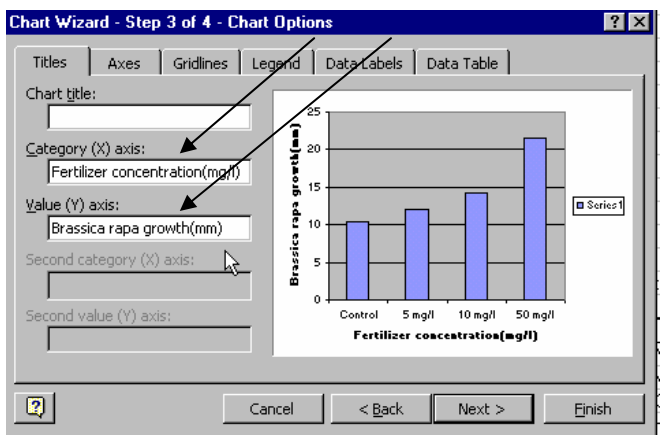 Chart Wizard - Step 3 of 4 - Chart Options
Titles Axes Gridlines Legend Data Labels Data Table
Chart title:
Category (X) axis:
Fertilizer concentration(mg/l)
Value (Y) axis:
Brassica rapa growth(mm)
Second category (X) axis:
Second value (Y) axis:
Brassica rapa growth(mm)
25
20
15
10
5
0
Control 5 mg/l 10 mg/l 50 mg/l
Fertilizer concentration(mg/l)
Series1
Cancel < Back Next > Finish